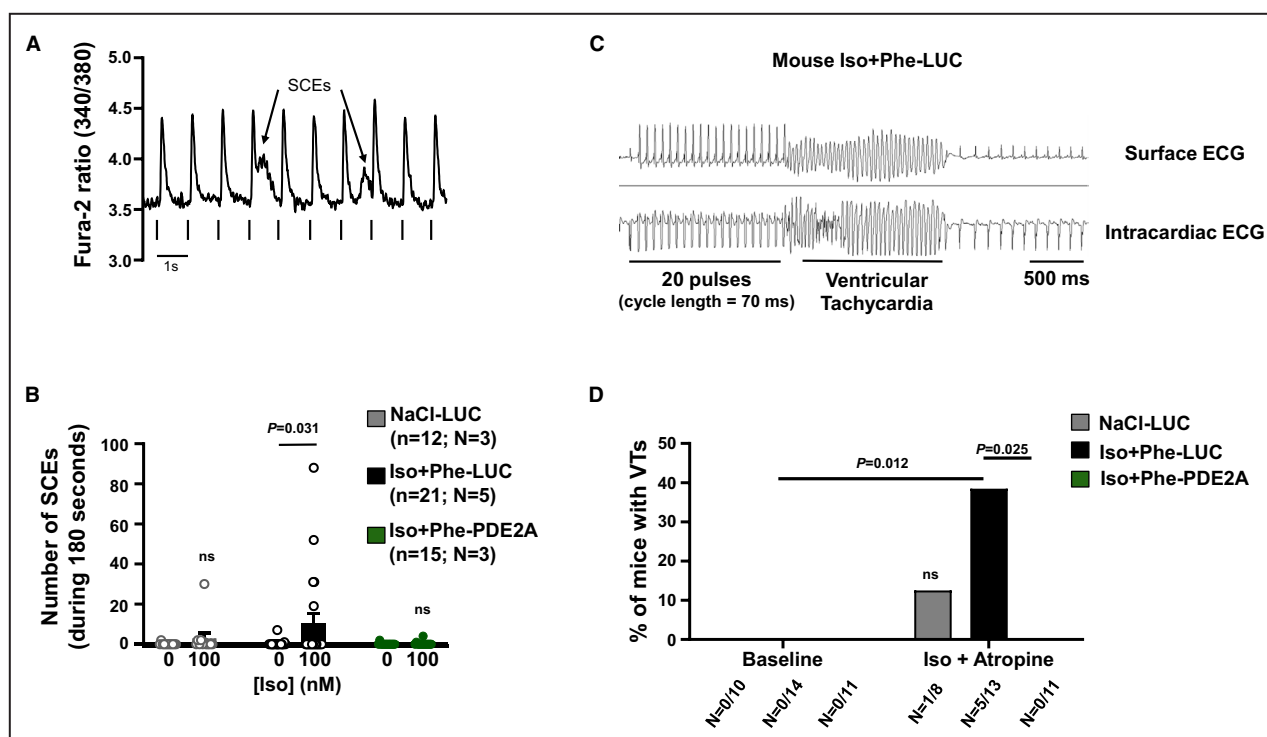 A
Fura-2 ratio (340/380)
5.0
4.5
4.0
3.5
3.0
SCEs
1s
C
Mouse Iso+Phe-LUC
Surface ECG
Intracardiac ECG
20 pulses
(cycle length = 70 ms)
Ventricular
Tachycardia
500 ms
B
Number of SCEs
(during 180 seconds)
100
80
60
40
20
0
ns
P=0.031
ns
0 100 0 100 0 100
[Iso] (nM)
NaCl-LUC
(n=12; N=3)
Iso+Phe-LUC
(n=21; N=5)
Iso+Phe-PDE2A
(n=15; N=3)
D
% of mice with VTs
50
40
30
20
10
0
P=0.012
P=0.025
ns
Baseline
Iso + Atropine
N=0/10
N=0/14
N=0/11
N=1/8
N=5/13
N=0/11
NaCl-LUC
Iso+Phe-LUC
Iso+Phe-PDE2A